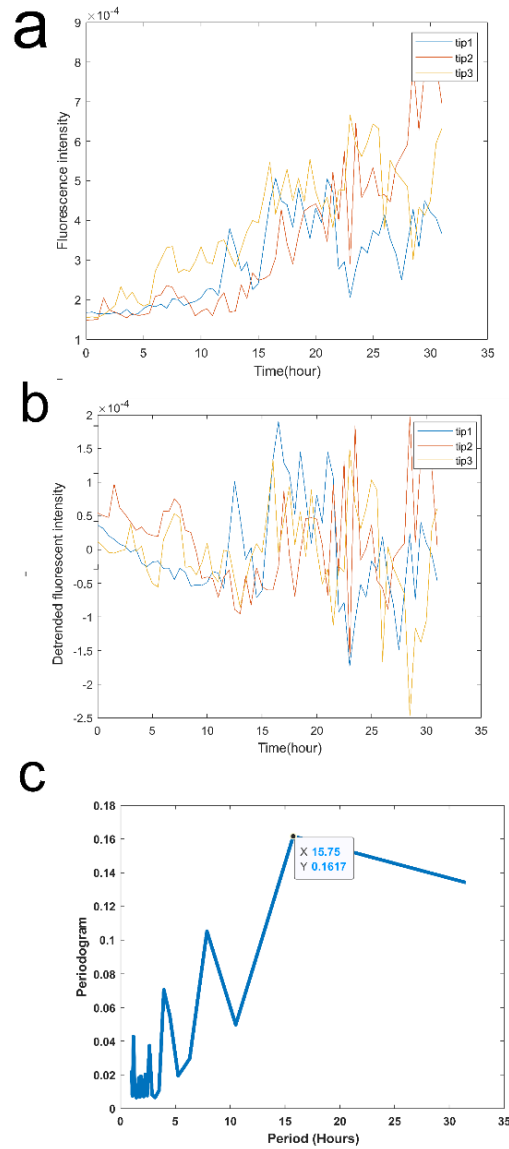 a
×10-4
9
8
7
6
5
4
3
2
1
Fluorescence intensity
tip1
tip2
tip3
0 5 10 15 20 25 30 35
Time(hour)
b
×10-4
2
1.5
1
0.5
0
-0.5
-1
-1.5
-2
-2.5
Detrended fluorescent intensity
tip1
tip2
tip3
0 5 10 15 20 25 30 35
Time(hour)
c
0.18
0.16
0.14
0.12
0.1
0.08
0.06
0.04
0.02
0
Periodogram
X 15.75
Y 0.1617
0 5 10 15 20 25 30 35
Period (Hours)